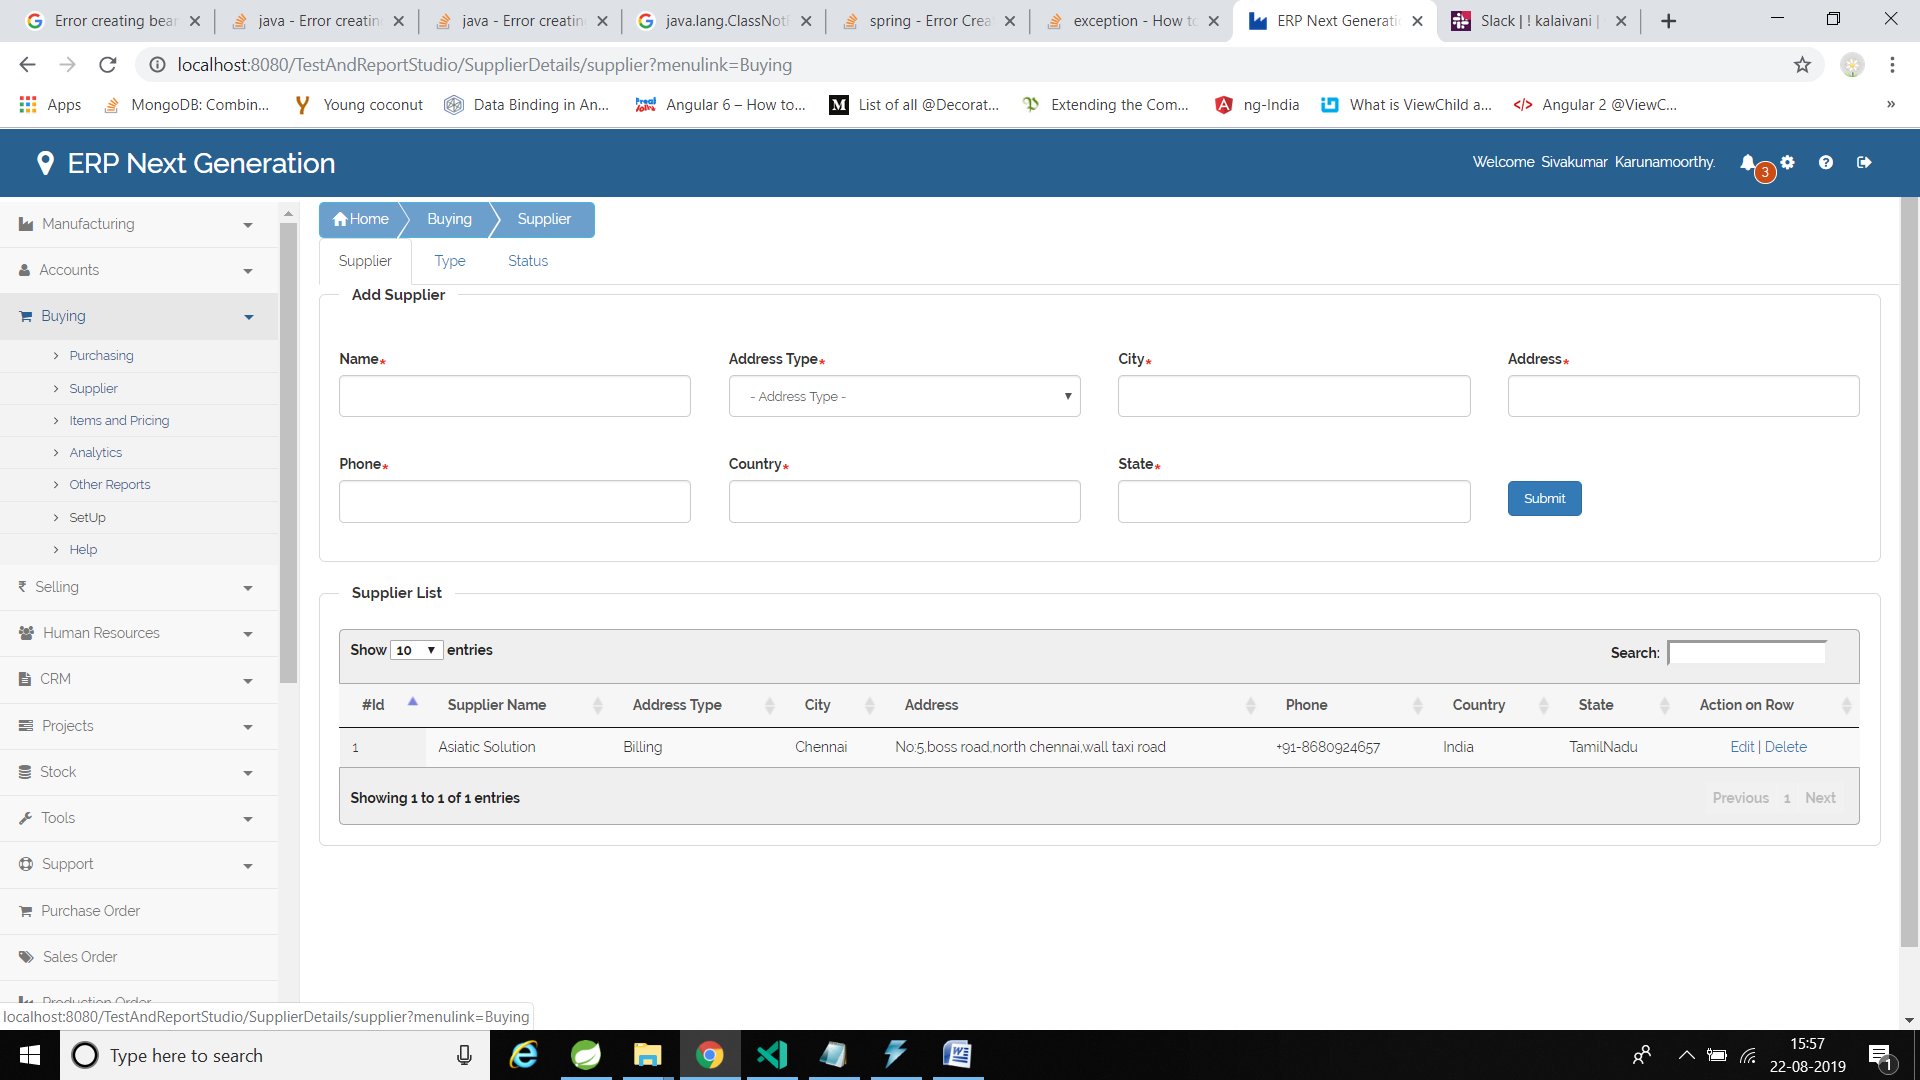 Error creating bea
java - Error creatin
java - Error creatin
java.lang.ClassNot
spring - Error Crea
exception - How to
ERP Next Generati
Slack | ! kalaivani |
localhost:8080/TestAndReportStudio/SupplierDetails/supplier?menulink=Buying
Apps
MongoDB: Combin...
Young coconut
Data Binding in An...
Angular 6 – How to...
List of all @Decorat...
Extending the Com...
ng-India
What is ViewChild a...
Angular 2 @ViewC...
»
ERP Next Generation
Welcome Sivakumar Karunamoorthy.
3
Manufacturing
Accounts
Buying
Purchasing
Supplier
Items and Pricing
Analytics
Other Reports
SetUp
Help
Selling
Human Resources
CRM
Projects
Stock
Tools
Support
Purchase Order
Sales Order
Production Order
Home
Buying
Supplier
Supplier
Type
Status
Add Supplier
Name*
Address Type*
City*
Address*
- Address Type -
Phone*
Country*
State*
Submit
Supplier List
Show 10 entries
Search:
#Id
Supplier Name
Address Type
City
Address
Phone
Country
State
Action on Row
1
Asiatic Solution
Billing
Chennai
No:5,boss road,north chennai,wall taxi road
+91-8680924657
India
TamilNadu
Edit | Delete
Showing 1 to 1 of 1 entries
Previous 1 Next
localhost:8080/TestAndReportStudio/SupplierDetails/supplier?menulink=Buying
Type here to search
15:57
22-08-2019
1